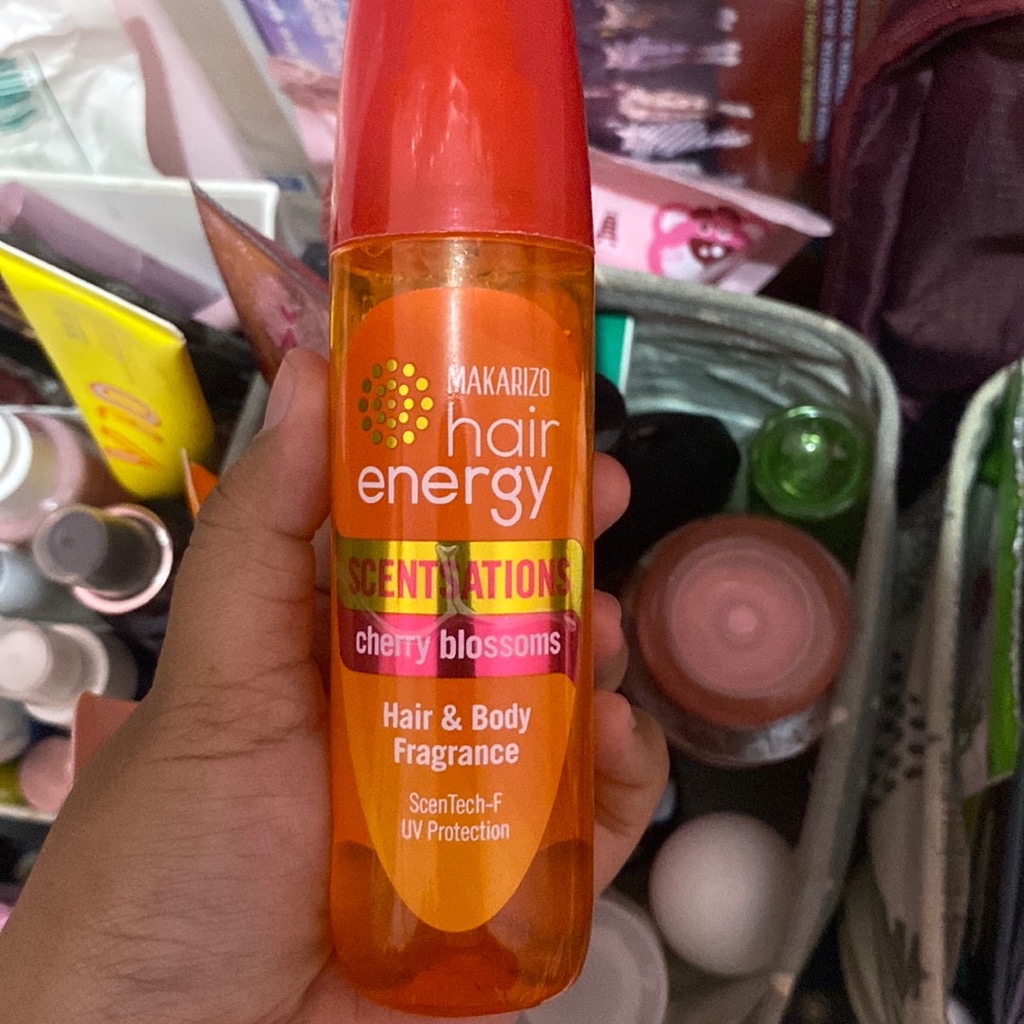 MAKARIZO
hair
energy
SCENTSATIONS
cherry blossoms
Hair & Body
Fragrance
ScenTech-F
UV Protection